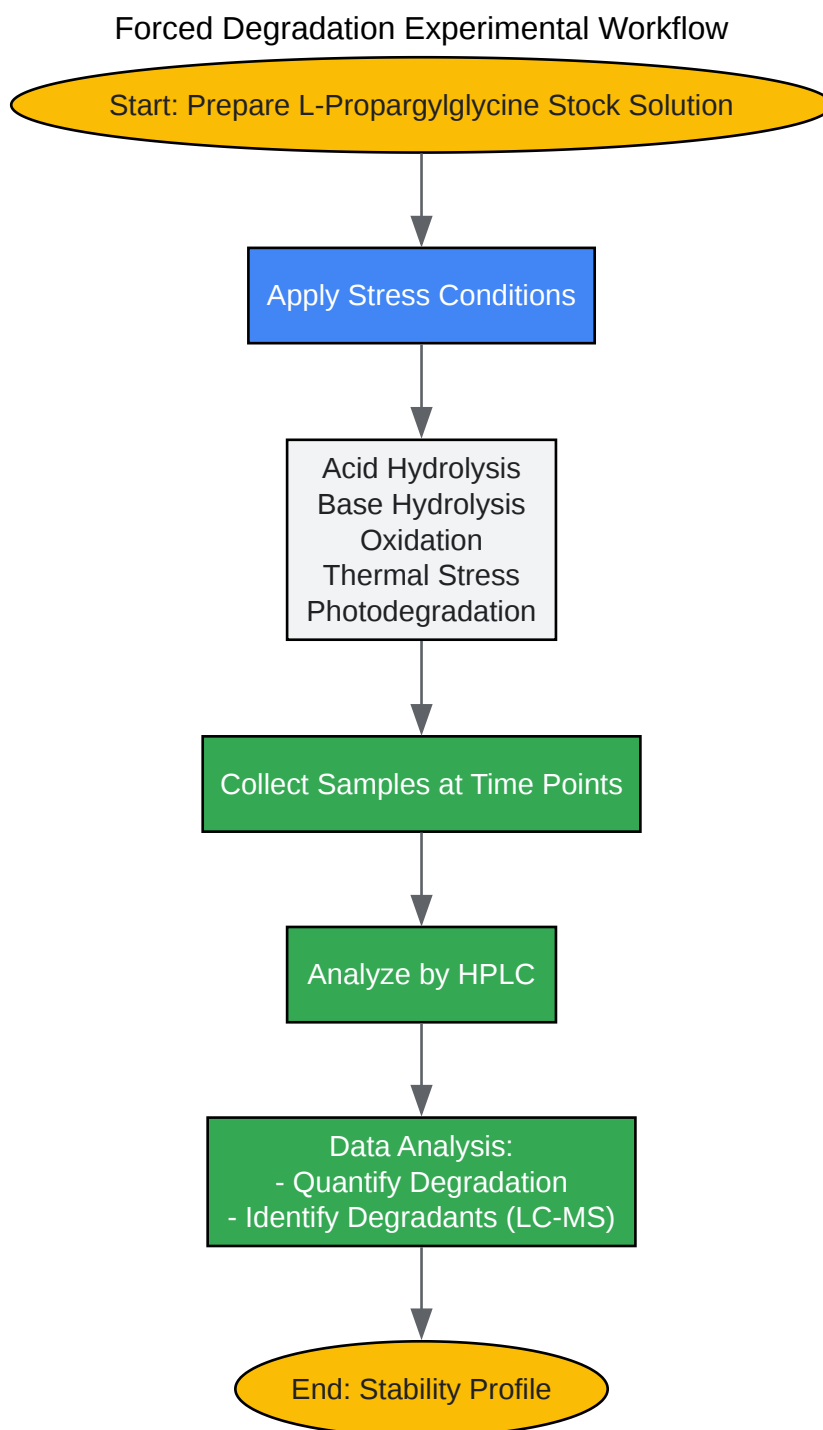 Forced Degradation Experimental Workflow
Start: Prepare L-Propargylglycine Stock Solution
Apply Stress Conditions
Acid Hydrolysis
Base Hydrolysis
Oxidation
Thermal Stress
Photodegradation
Collect Samples at Time Points
Analyze by HPLC
Data Analysis:
- Quantify Degradation
- Identify Degradants (LC-MS)
End: Stability Profile